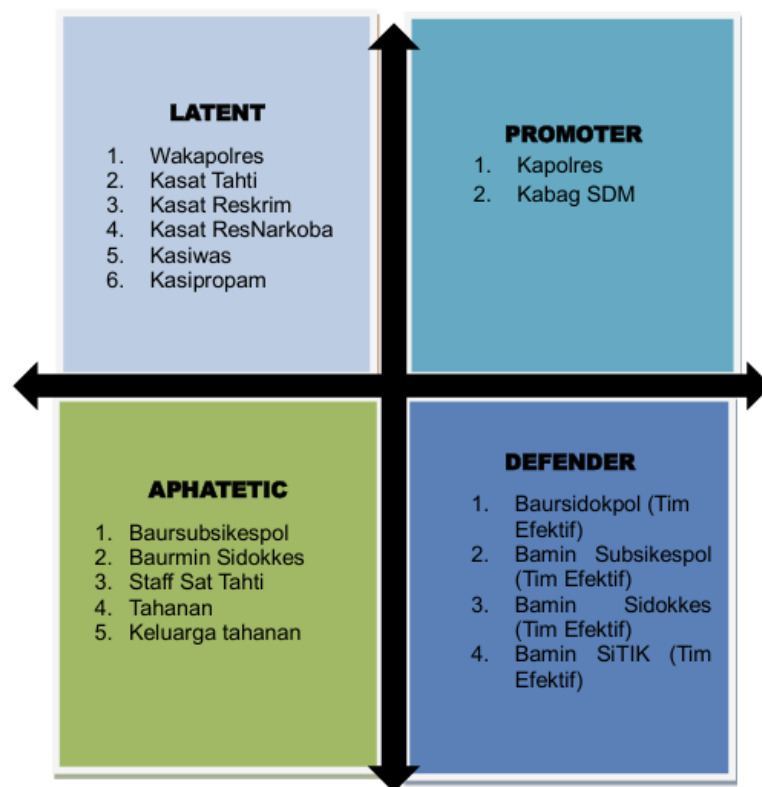 LATENT
1. Wakapolres
2. Kasat Tahti
3. Kasat Reskrim
4. Kasat ResNarkoba
5. Kasiwas
6. Kasipropam
PROMOTER
1. Kapolres
2. Kabag SDM
APHATETIC
1. Baursubsikespol
2. Baurmin Sidokkes
3. Staff Sat Tahti
4. Tahanan
5. Keluarga tahanan
DEFENDER
1. Baursidokpol (Tim
Efektif)
2. Bamin Subsikespol
(Tim Efektif)
3. Bamin Sidokkes
(Tim Efektif)
4. Bamin SiTIK (Tim
Efektif)